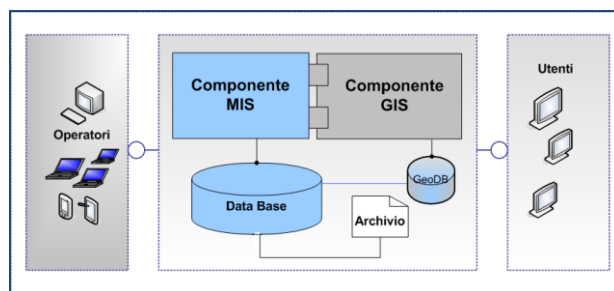 Operatori
Componente
MIS
Componente
GIS
Data Base
GeoDB
Archivio
Utenti